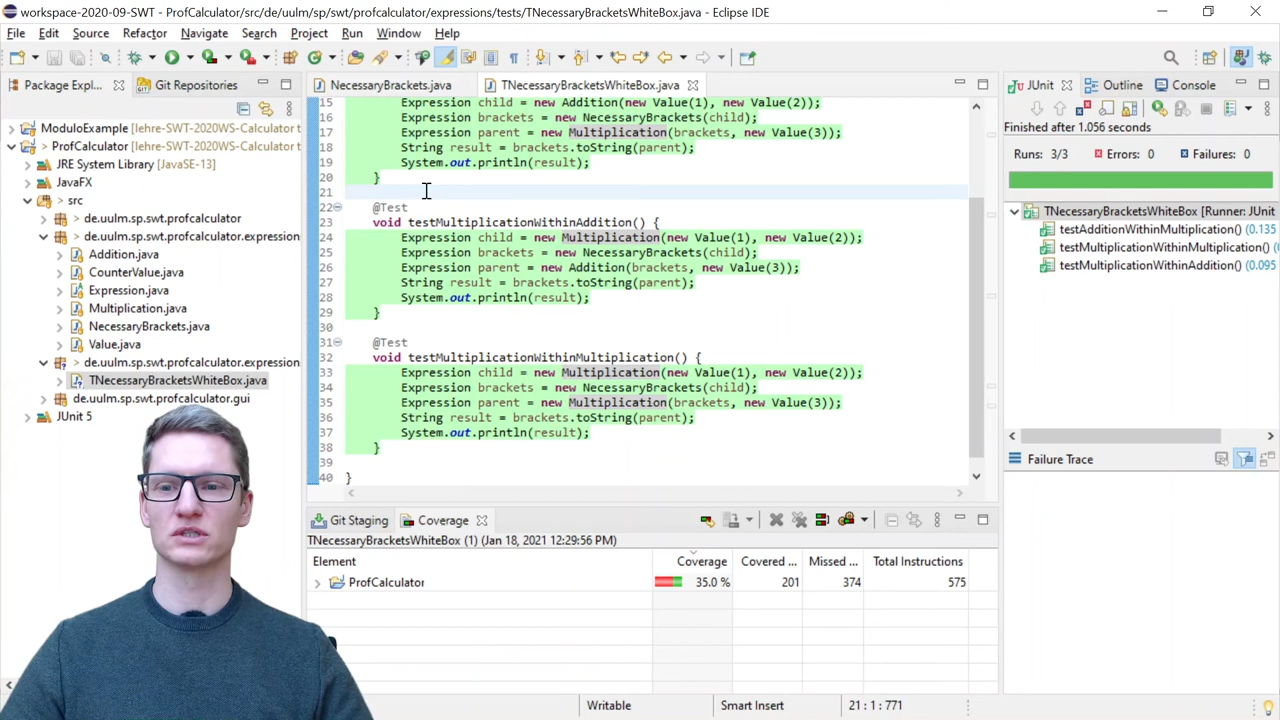 workspace-2020-09-SWT - ProfCalculator/src/de/uulm/sp/swt/profcalculator/expressions/tests/TNecessaryBracketsWhiteBox.java - Eclipse IDE
File Edit Source Refactor Navigate Search Project Run Window Help
Package Expl...
Git Repositories
ModuloExample [lehre-SWT-2020WS-Calculator t
ProfCalculator [lehre-SWT-2020WS-Calculator t
JRE System Library [JavaSE-13]
JavaFX
src
de.uulm.sp.swt.profcalculator
> de.uulm.sp.swt.profcalculator.expression
Addition.java
CounterValue.java
Expression.java
Multiplication.java
NecessaryBrackets.java
Value.java
> de.uulm.sp.swt.profcalculator.expression
TNecessaryBracketsWhiteBox.java
de.uulm.sp.swt.profcalculator.gui
JUnit 5
NecessaryBrackets.java
TNecessaryBracketsWhiteBox.java
15 Expression child = new Addition(new Value(1), new Value(2));
16 Expression brackets = new NecessaryBrackets(child);
17 Expression parent = new Multiplication(brackets, new Value(3));
18 String result = brackets.toString(parent);
19 System.out.println(result);
20 }
21
22 @Test
23 void testMultiplicationWithinAddition() {
24 Expression child = new Multiplication(new Value(1), new Value(2));
25 Expression brackets = new NecessaryBrackets(child);
26 Expression parent = new Addition(brackets, new Value(3));
27 String result = brackets.toString(parent);
28 System.out.println(result);
29 }
30
31 @Test
32 void testMultiplicationWithinMultiplication() {
33 Expression child = new Multiplication(new Value(1), new Value(2));
34 Expression brackets = new NecessaryBrackets(child);
35 Expression parent = new Multiplication(brackets, new Value(3));
36 String result = brackets.toString(parent);
37 System.out.println(result);
38 }
39
40 }
JUnit
Outline
Console
Finished after 1.056 seconds
Runs: 3/3 Errors: 0 Failures: 0
TNecessaryBracketsWhiteBox [Runner: JUnit
testAdditionWithinMultiplication() (0.135
testMultiplicationWithinMultiplication() (0
testMultiplicationWithinAddition() (0.095
Failure Trace
Git Staging
Coverage
TNecessaryBracketsWhiteBox (1) (Jan 18, 2021 12:29:56 PM)
Element Coverage Covered ... Missed ... Total Instructions
ProfCalculator 35.0 % 201 374 575
Writable Smart Insert 21 : 1 : 771